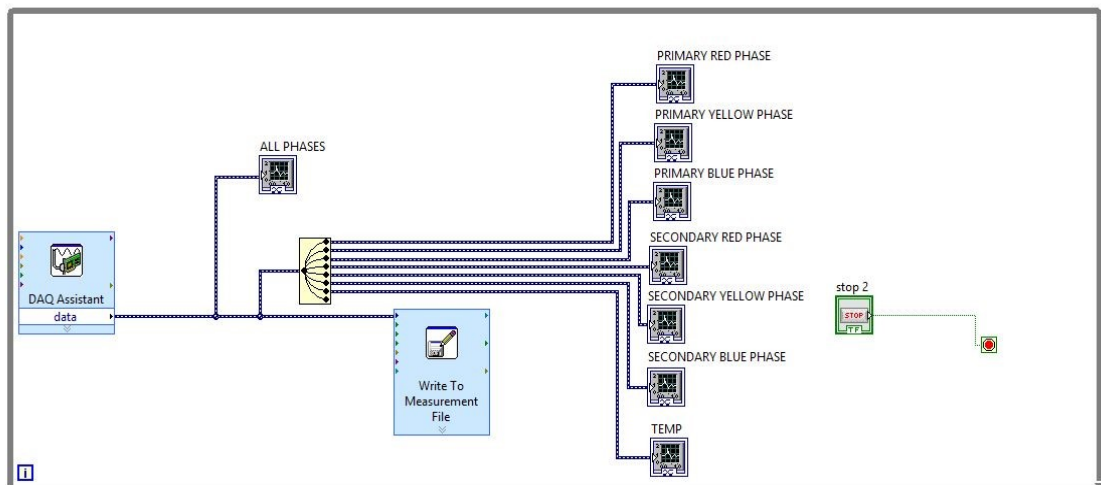 PRIMARY RED PHASE
PRIMARY YELLOW PHASE
ALL PHASES
PRIMARY BLUE PHASE
SECONDARY RED PHASE
DAQ Assistant
data
SECONDARY YELLOW PHASE
stop 2
STOP
TF
Write To
Measurement
File
SECONDARY BLUE PHASE
TEMP
i